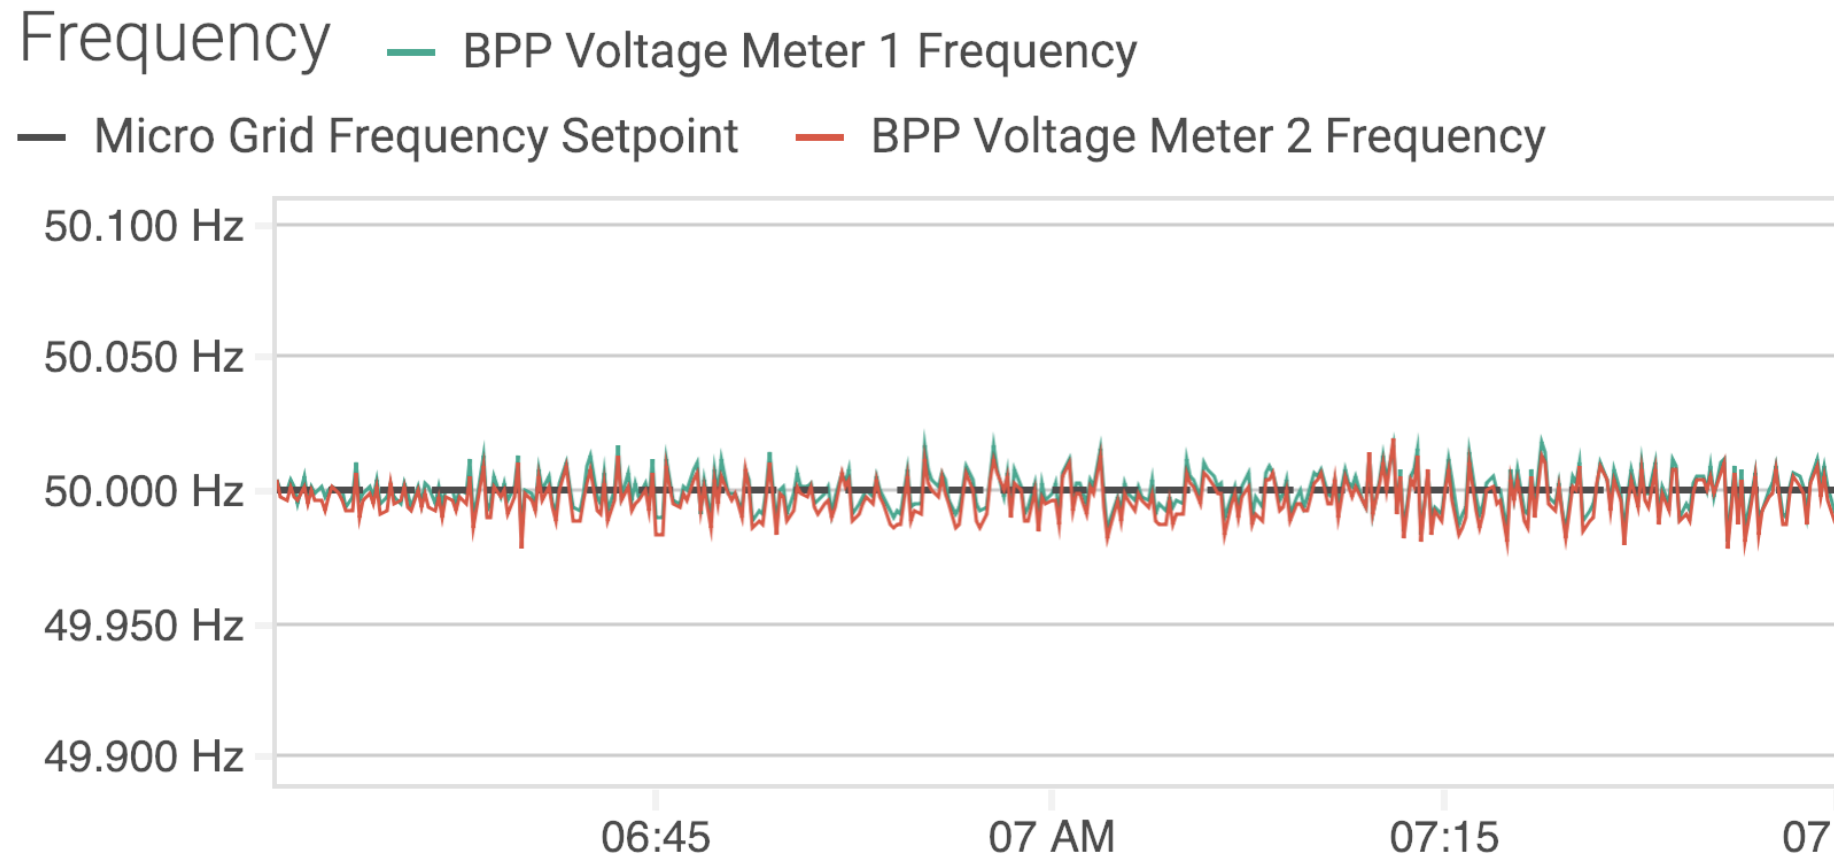 Frequency BPP Voltage Meter 1 Frequency
Micro Grid Frequency Setpoint BPP Voltage Meter 2 Frequency
50.100 Hz
50.050 Hz
50.000 Hz
49.950 Hz
49.900 Hz
06:45 07 AM 07:15 07